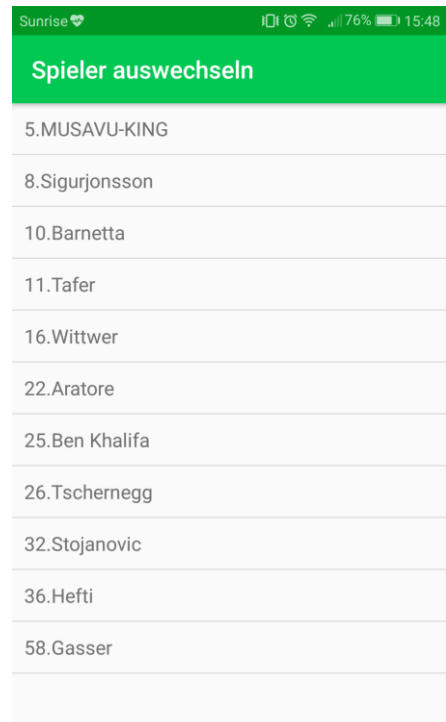 Sunrise 76% 15:48
Spieler auswechseln
5.MUSAVU-KING
8.Sigurjonsson
10.Barnetta
11.Tafer
16.Wittwer
22.Aratore
25.Ben Khalifa
26.Tschernegg
32.Stojanovic
36.Hefti
58.Gasser